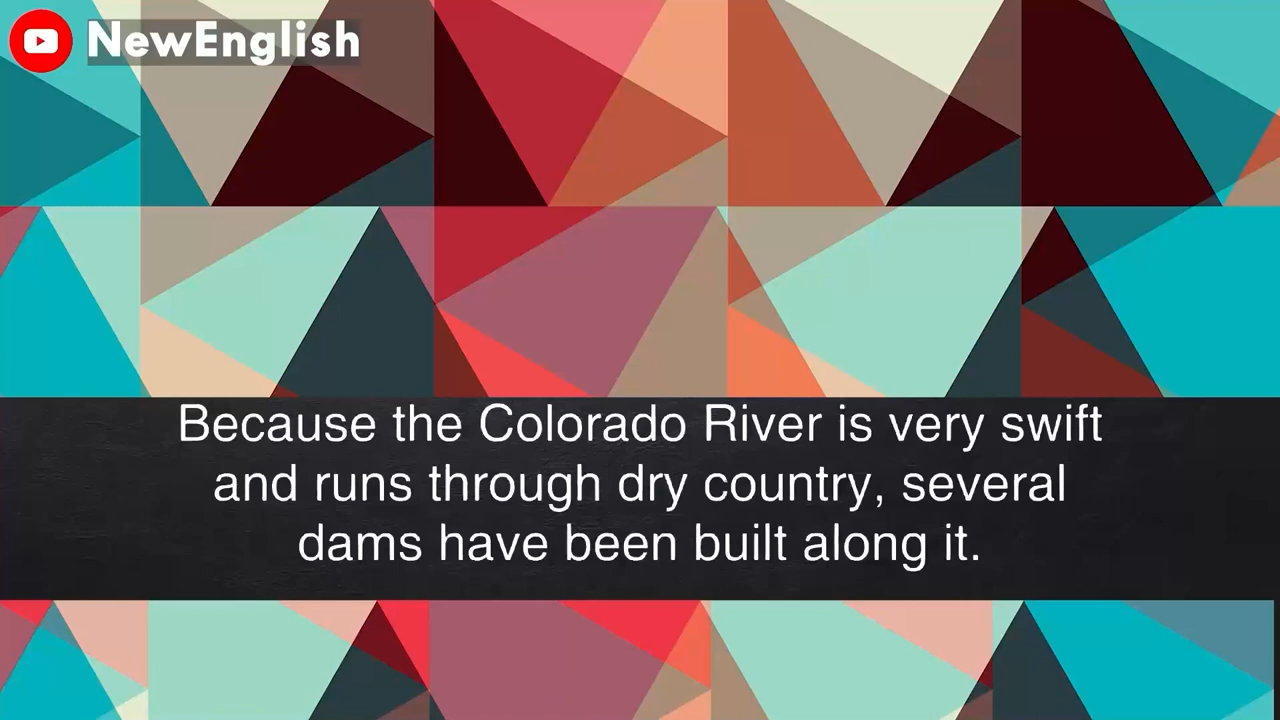 NewEnglish
Because the Colorado River is very swift
and runs through dry country, several
dams have been built along it.